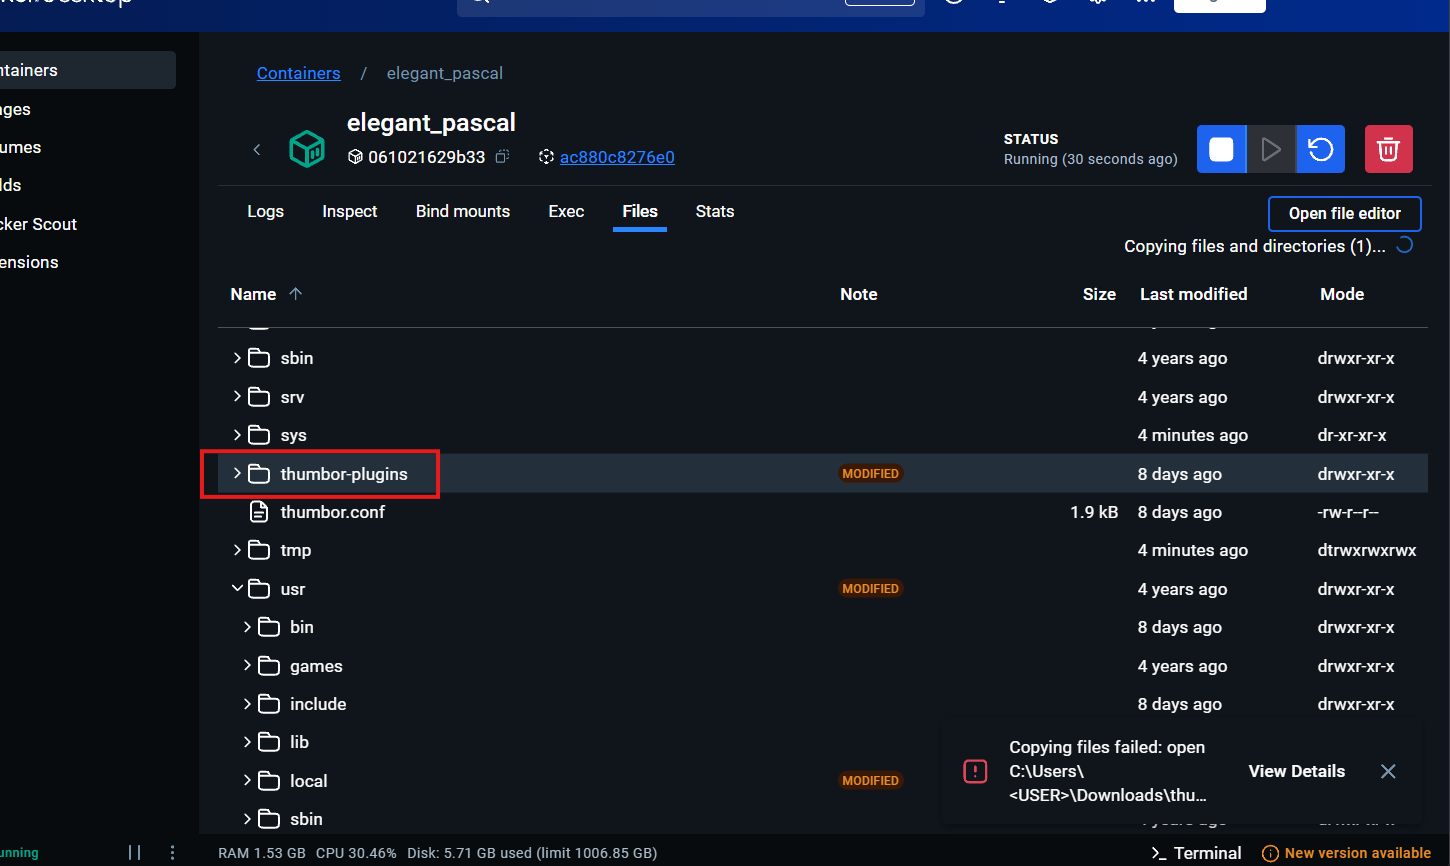 ntainers
ages
umes
lds
cker Scout
ensions
Containers / elegant_pascal
elegant_pascal
061021629b33 ac880c8276e0
STATUS
Running (30 seconds ago)
Logs Inspect Bind mounts Exec Files Stats
Open file editor
Copying files and directories (1)...
Name Note Size Last modified Mode
sbin 4 years ago drwxr-xr-x
srv 4 years ago drwxr-xr-x
sys 4 minutes ago dr-xr-xr-x
thumbor-plugins MODIFIED 8 days ago drwxr-xr-x
thumbor.conf 1.9 kB 8 days ago -rw-r--r--
tmp 4 minutes ago dtrwxrwxrwx
usr MODIFIED 4 years ago drwxr-xr-x
bin 8 days ago drwxr-xr-x
games 4 years ago drwxr-xr-x
include 8 days ago drwxr-xr-x
lib
local MODIFIED
sbin
Copying files failed: open
C:\Users\
<USER>\Downloads\thu...
View Details
unning
RAM 1.53 GB CPU 30.46% Disk: 5.71 GB used (limit 1006.85 GB)
>_ Terminal
New version available